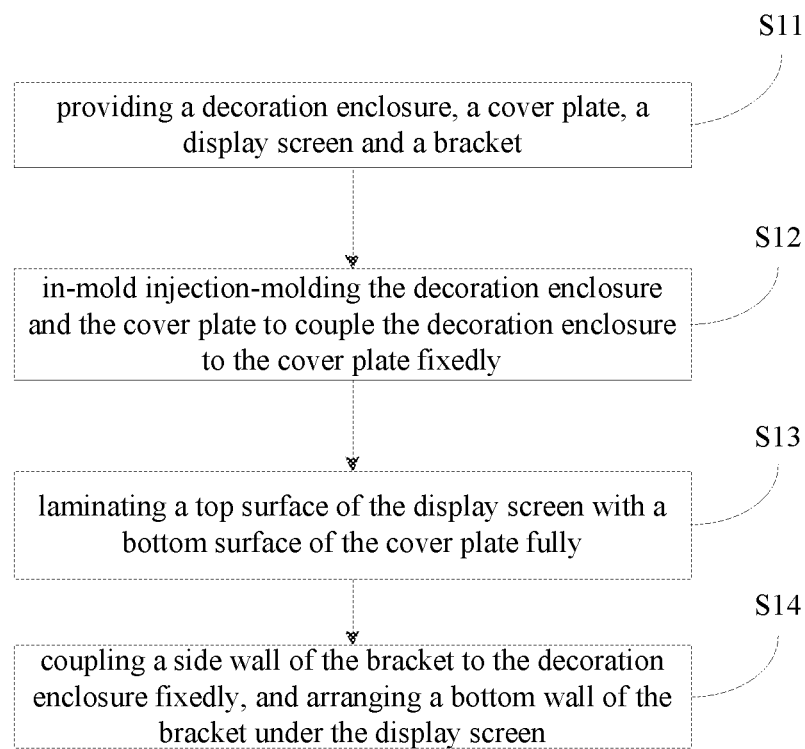 S11
providing a decoration enclosure, a cover plate, a
display screen and a bracket
S12
in-mold injection-molding the decoration enclosure
and the cover plate to couple the decoration enclosure
to the cover plate fixedly
S13
laminating a top surface of the display screen with a
bottom surface of the cover plate fully
S14
coupling a side wall of the bracket to the decoration
enclosure fixedly, and arranging a bottom wall of the
bracket under the display screen